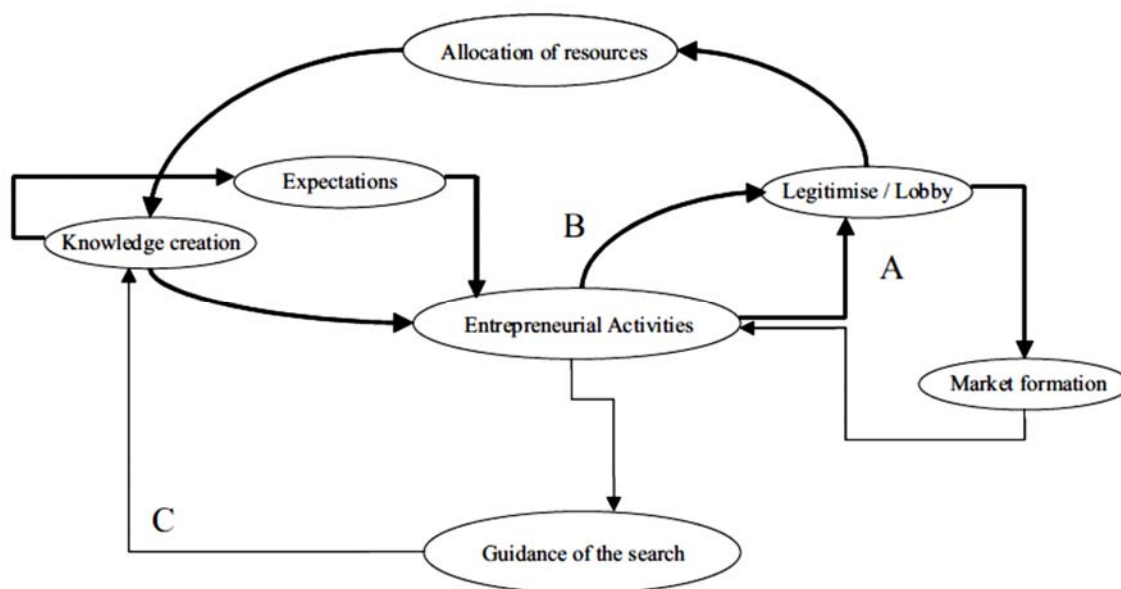 Allocation of resources
Expectations
Legitimise / Lobby
B
Knowledge creation
A
Entrepreneurial Activities
Market formation
C
Guidance of the search